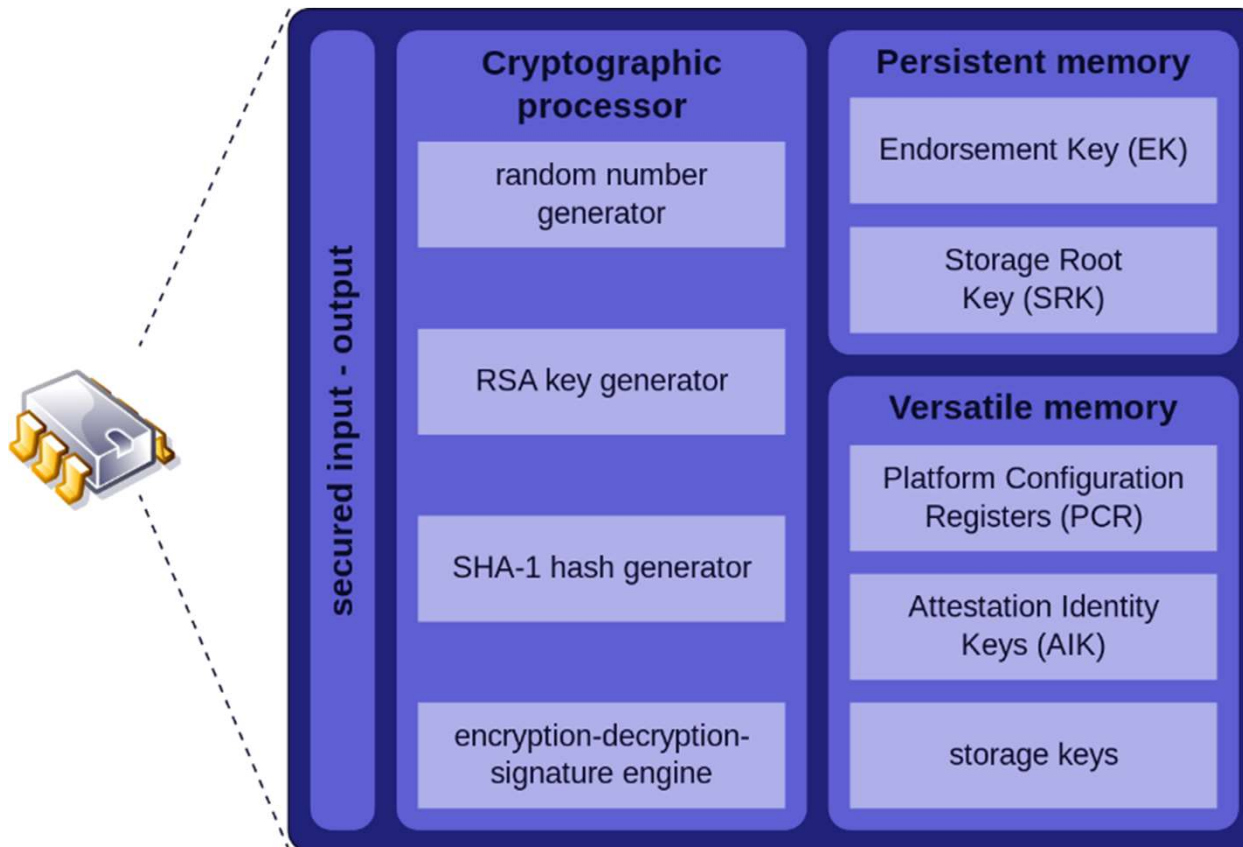 secured input - output
Cryptographic
processor
random number
generator
RSA key generator
SHA-1 hash generator
encryption-decryption-
signature engine
Persistent memory
Endorsement Key (EK)
Storage Root
Key (SRK)
Versatile memory
Platform Configuration
Registers (PCR)
Attestation Identity
Keys (AIK)
storage keys